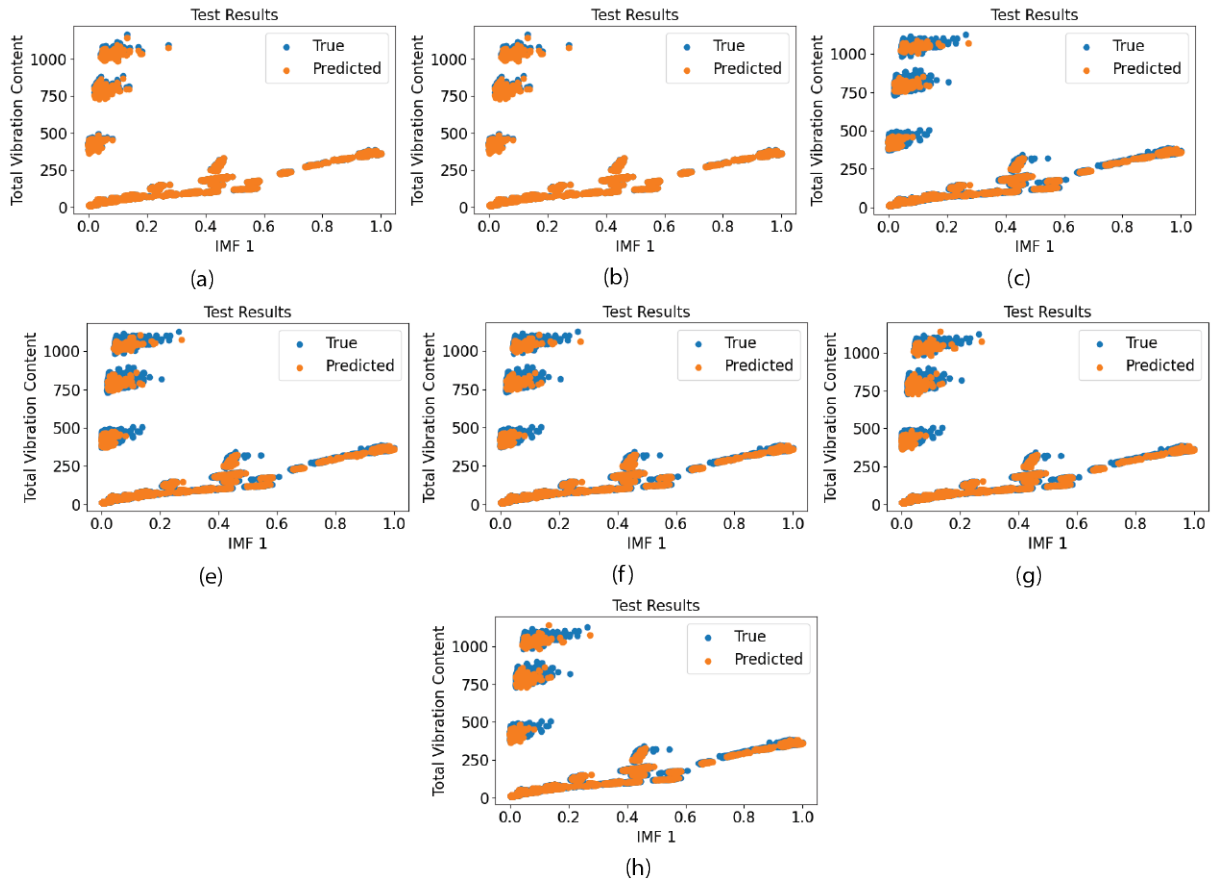 Test Results
Total Vibration Content
1000
750
500
250
0
True
Predicted
0.0 0.2 0.4 0.6 0.8 1.0
IMF 1
(a)
Test Results
Total Vibration Content
1000
750
500
250
0
True
Predicted
0.0 0.2 0.4 0.6 0.8 1.0
IMF 1
(b)
Test Results
Total Vibration Content
1000
750
500
250
0
True
Predicted
0.0 0.2 0.4 0.6 0.8 1.0
IMF 1
(c)
Test Results
Total Vibration Content
1000
750
500
250
0
True
Predicted
0.0 0.2 0.4 0.6 0.8 1.0
IMF 1
(e)
Test Results
Total Vibration Content
1000
750
500
250
0
True
Predicted
0.0 0.2 0.4 0.6 0.8 1.0
IMF 1
(f)
Test Results
Total Vibration Content
1000
750
500
250
0
True
Predicted
0.0 0.2 0.4 0.6 0.8 1.0
IMF 1
(g)
Test Results
Total Vibration Content
1000
750
500
250
0
True
Predicted
0.0 0.2 0.4 0.6 0.8 1.0
IMF 1
(h)